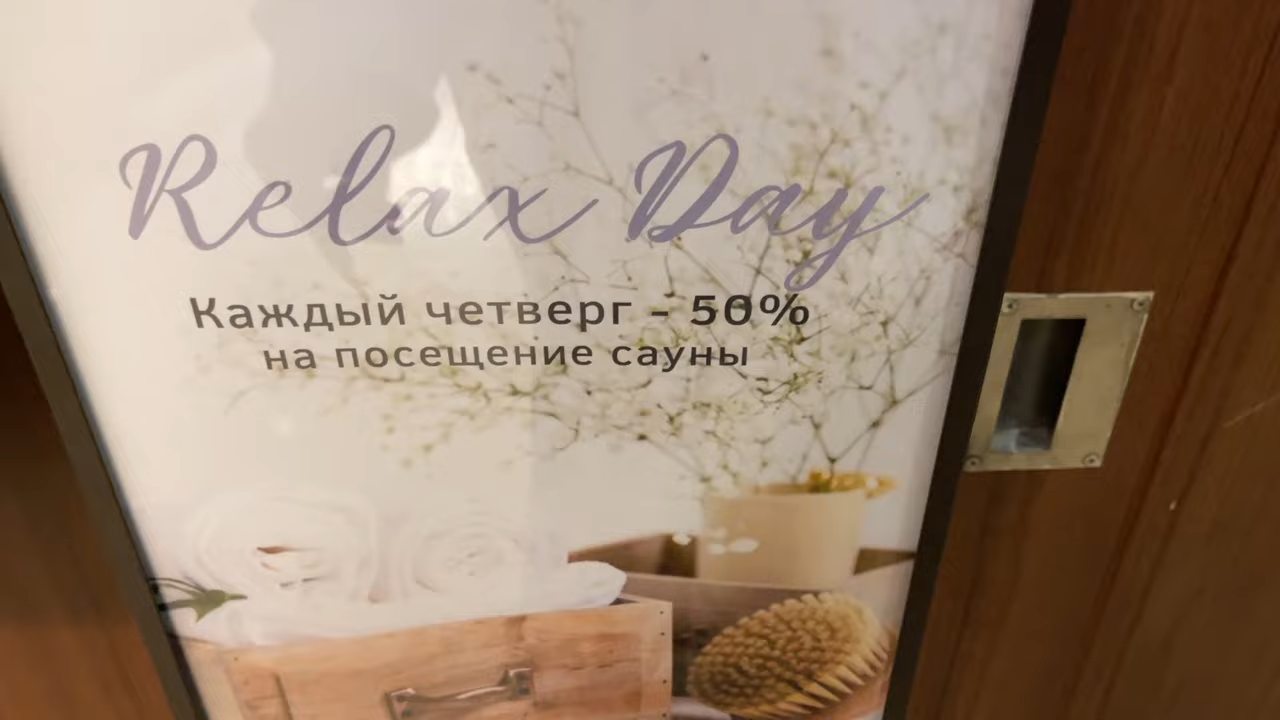 Relax Day
Каждый четверг - 50%
на посещение сауны